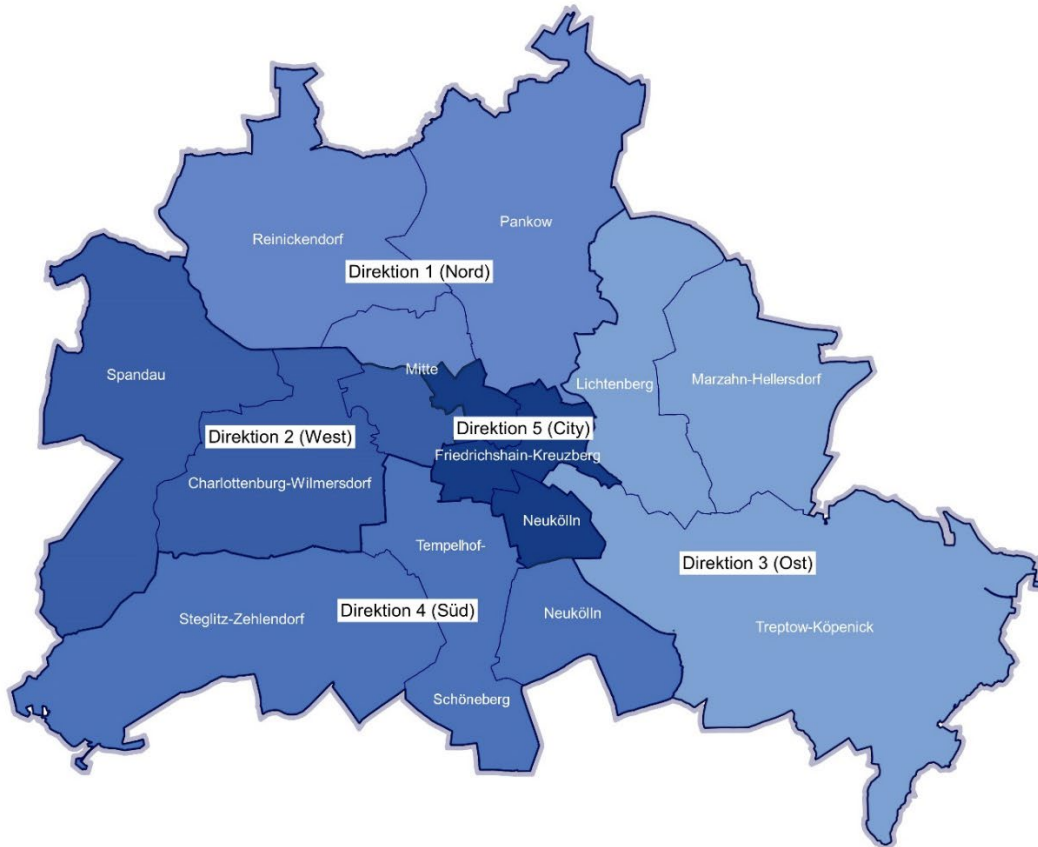 Pankow
Reinickendorf
Direktion 1 (Nord)
Mitte
Spandau
Lichtenberg
Marzahn-Hellersdorf
Direktion 2 (West)
Direktion 5 (City)
Friedrichshain-Kreuzberg
Charlottenburg-Wilmersdorf
Neukölln
Tempelhof-
Direktion 3 (Ost)
Direktion 4 (Süd)
Neukölln
Steglitz-Zehlendorf
Treptow-Köpenick
Schöneberg